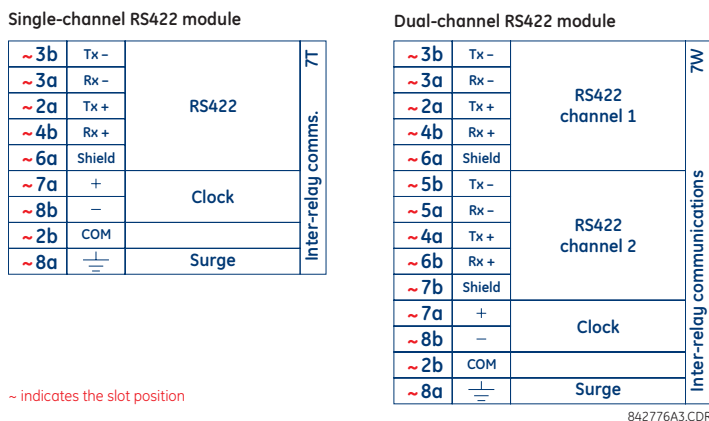 Single-channel RS422 module
~3b Tx –
~3a Rx –
~2a Tx +
~4b Rx +
~6a Shield
RS422
~7a +
~8b –
Clock
~2b COM
~8a Surge
7T
Inter-relay comms.
~ indicates the slot position
Dual-channel RS422 module
~3b Tx –
~3a Rx –
~2a Tx +
~4b Rx +
~6a Shield
RS422
channel 1
~5b Tx –
~5a Rx –
~4a Tx +
~6b Rx +
~7b Shield
RS422
channel 2
~7a +
~8b –
Clock
~2b COM
~8a Surge
7W
Inter-relay communications
842776A3.CDR